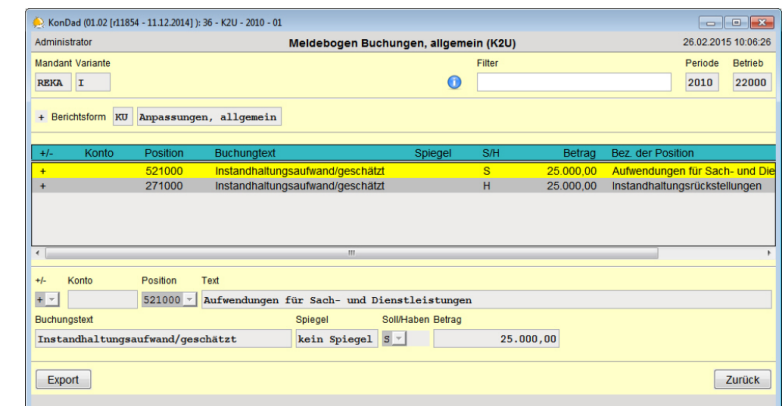 KonDad (01.02 [r11854 - 11.12.2014] ): 36 - K2U - 2010 - 01
Administrator Meldebogen Buchungen, allgemein (K2U) 26.02.2015 10:06:26
Mandant Variante Filter Periode Betrieb
REKA I 2010 22000
+ Berichtsform KU Anpassungen, allgemein
+/- Konto Position Buchungtext Spiegel S/H Betrag Bez. der Position
+ 521000 Instandhaltungsaufwand/geschätzt S 25.000,00 Aufwendungen für Sach- und Die
+ 271000 Instandhaltungsaufwand/geschätzt H 25.000,00 Instandhaltungsrückstellungen
+/- Konto Position Text
+ 521000 Aufwendungen für Sach- und Dienstleistungen
Buchungstext Spiegel Soll/Haben Betrag
Instandhaltungsaufwand/geschätzt kein Spiegel S 25.000,00
Export Zurück